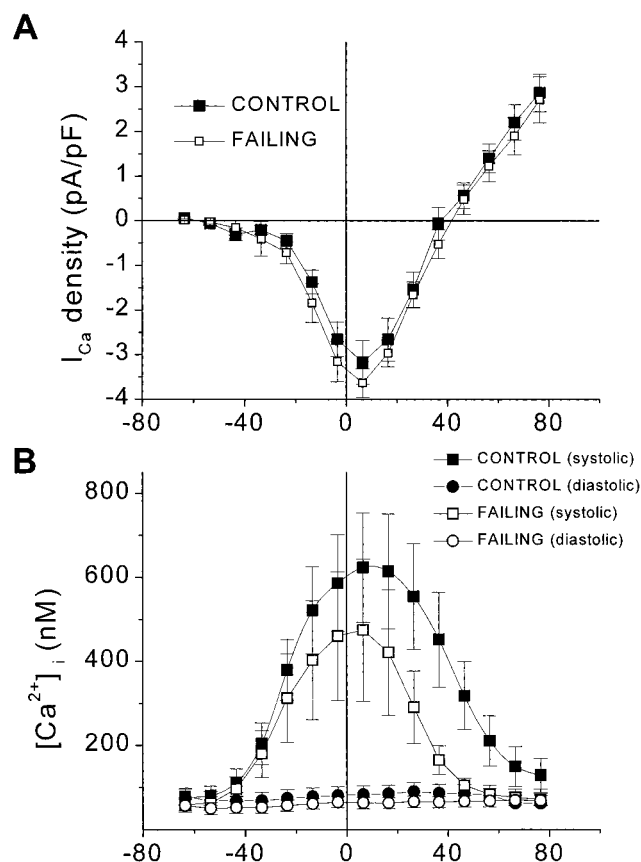 A
4
3
2
1
0
-1
-2
-3
-4
I Ca density (pA/pF)
CONTROL
FAILING
-80 -40 0 40 80
B
CONTROL (systolic)
CONTROL (diastolic)
FAILING (systolic)
FAILING (diastolic)
800
600
400
200
[Ca2+] i (nM)
-80 -40 0 40 80